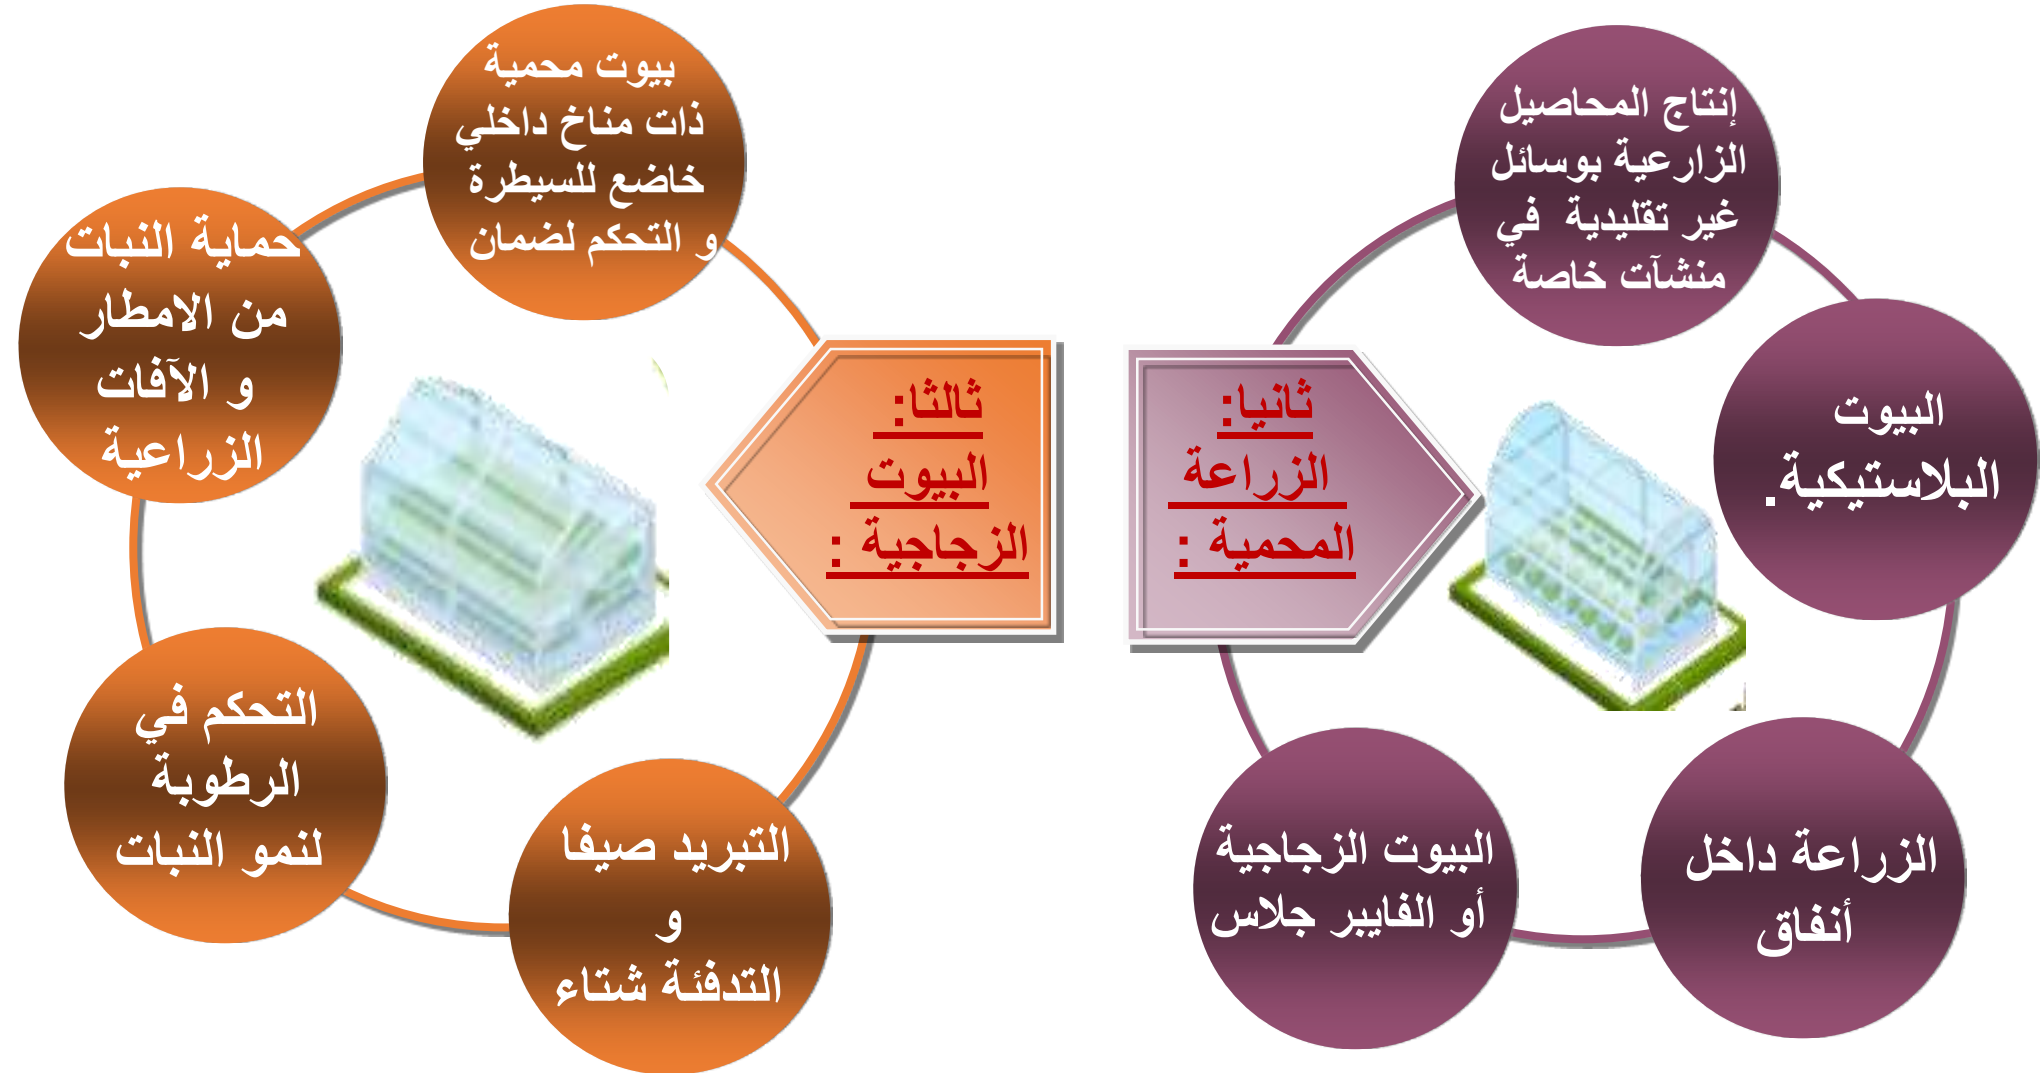 ثانيا:
الزراعة
المحمية :
إنتاج المحاصيل
الزارعية بوسائل
غير تقليدية في
منشآت خاصة
البيوت
البلاستيكية.
الزراعة داخل
أنفاق
البيوت الزجاجية
أو الفايبر جلاس
ثالثا:
البيوت
الزجاجية :
بيوت محمية
ذات مناخ داخلي
خاضع للسيطرة
و التحكم لضمان
حماية النبات
من الامطار
و الآفات
الزراعية
التحكم في
الرطوبة
لنمو النبات
التبريد صيفا
و
التدفئة شتاء